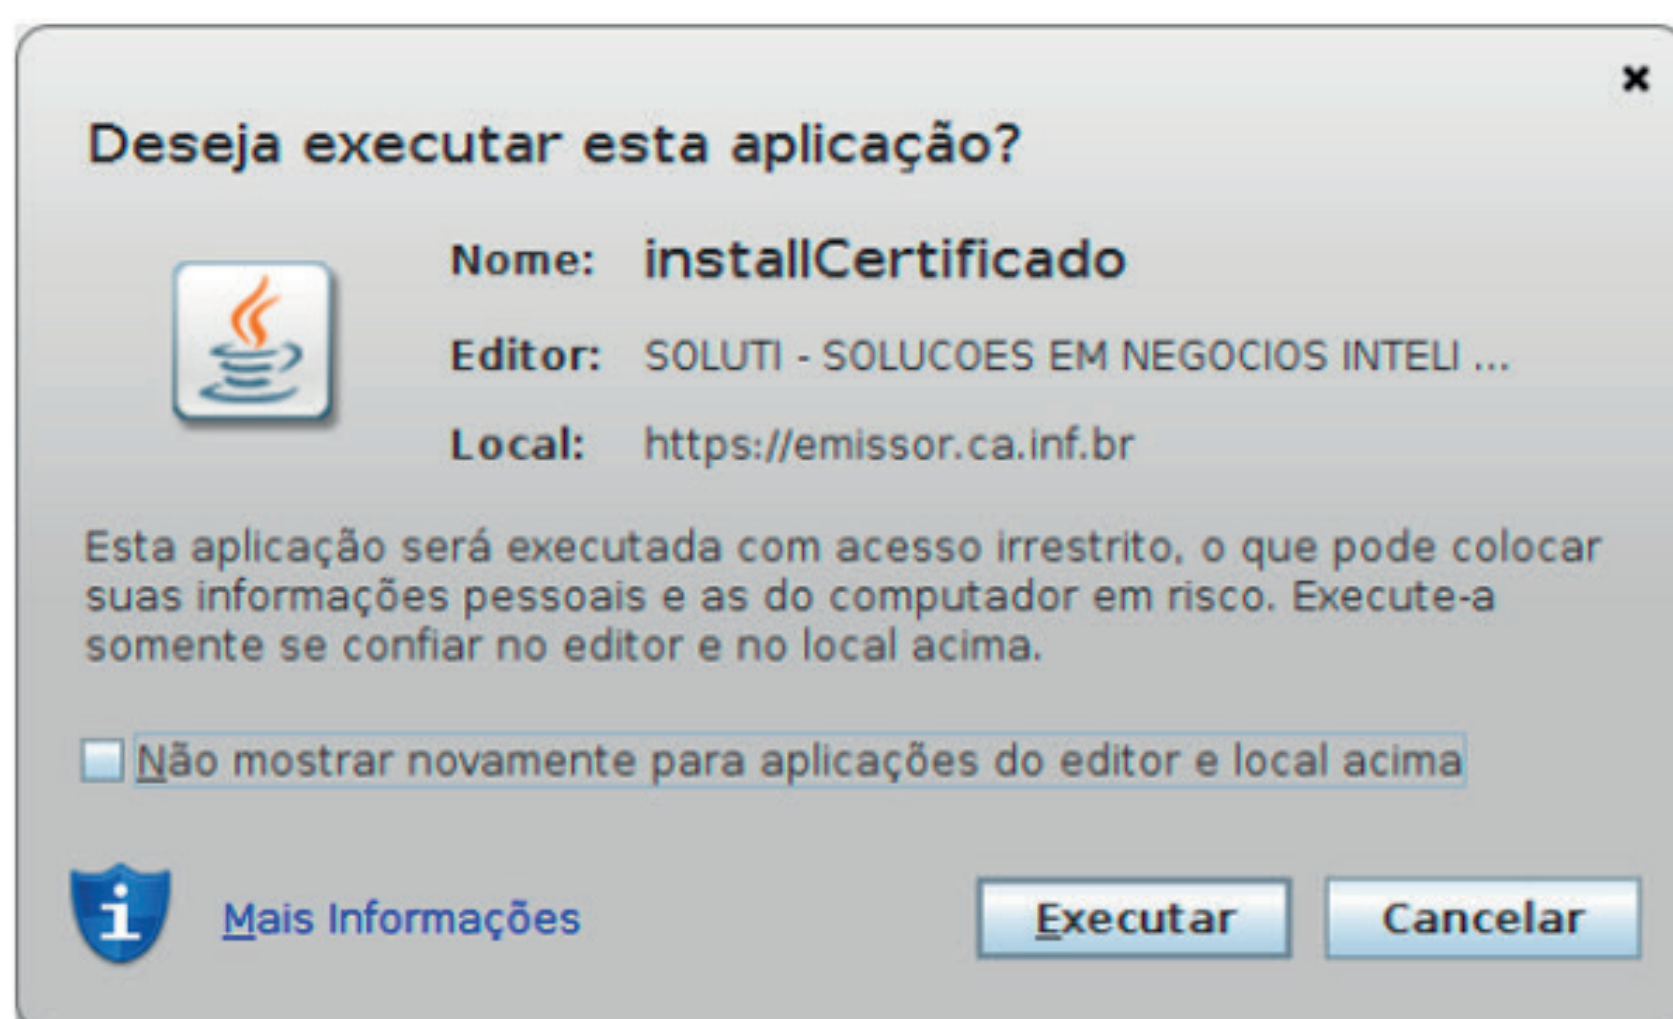 Deseja executar esta aplicação?
Nome: installCertificado
Editor: SOLUTI - SOLUCOES EM NEGOCIOS INTELI ...
Local: https://emissor.ca.inf.br
Esta aplicação será executada com acesso irrestrito, o que pode colocar
suas informações pessoais e as do computador em risco. Execute-a
somente se confiar no editor e no local acima.
Não mostrar novamente para aplicações do editor e local acima
Mais Informações
Executar Cancelar